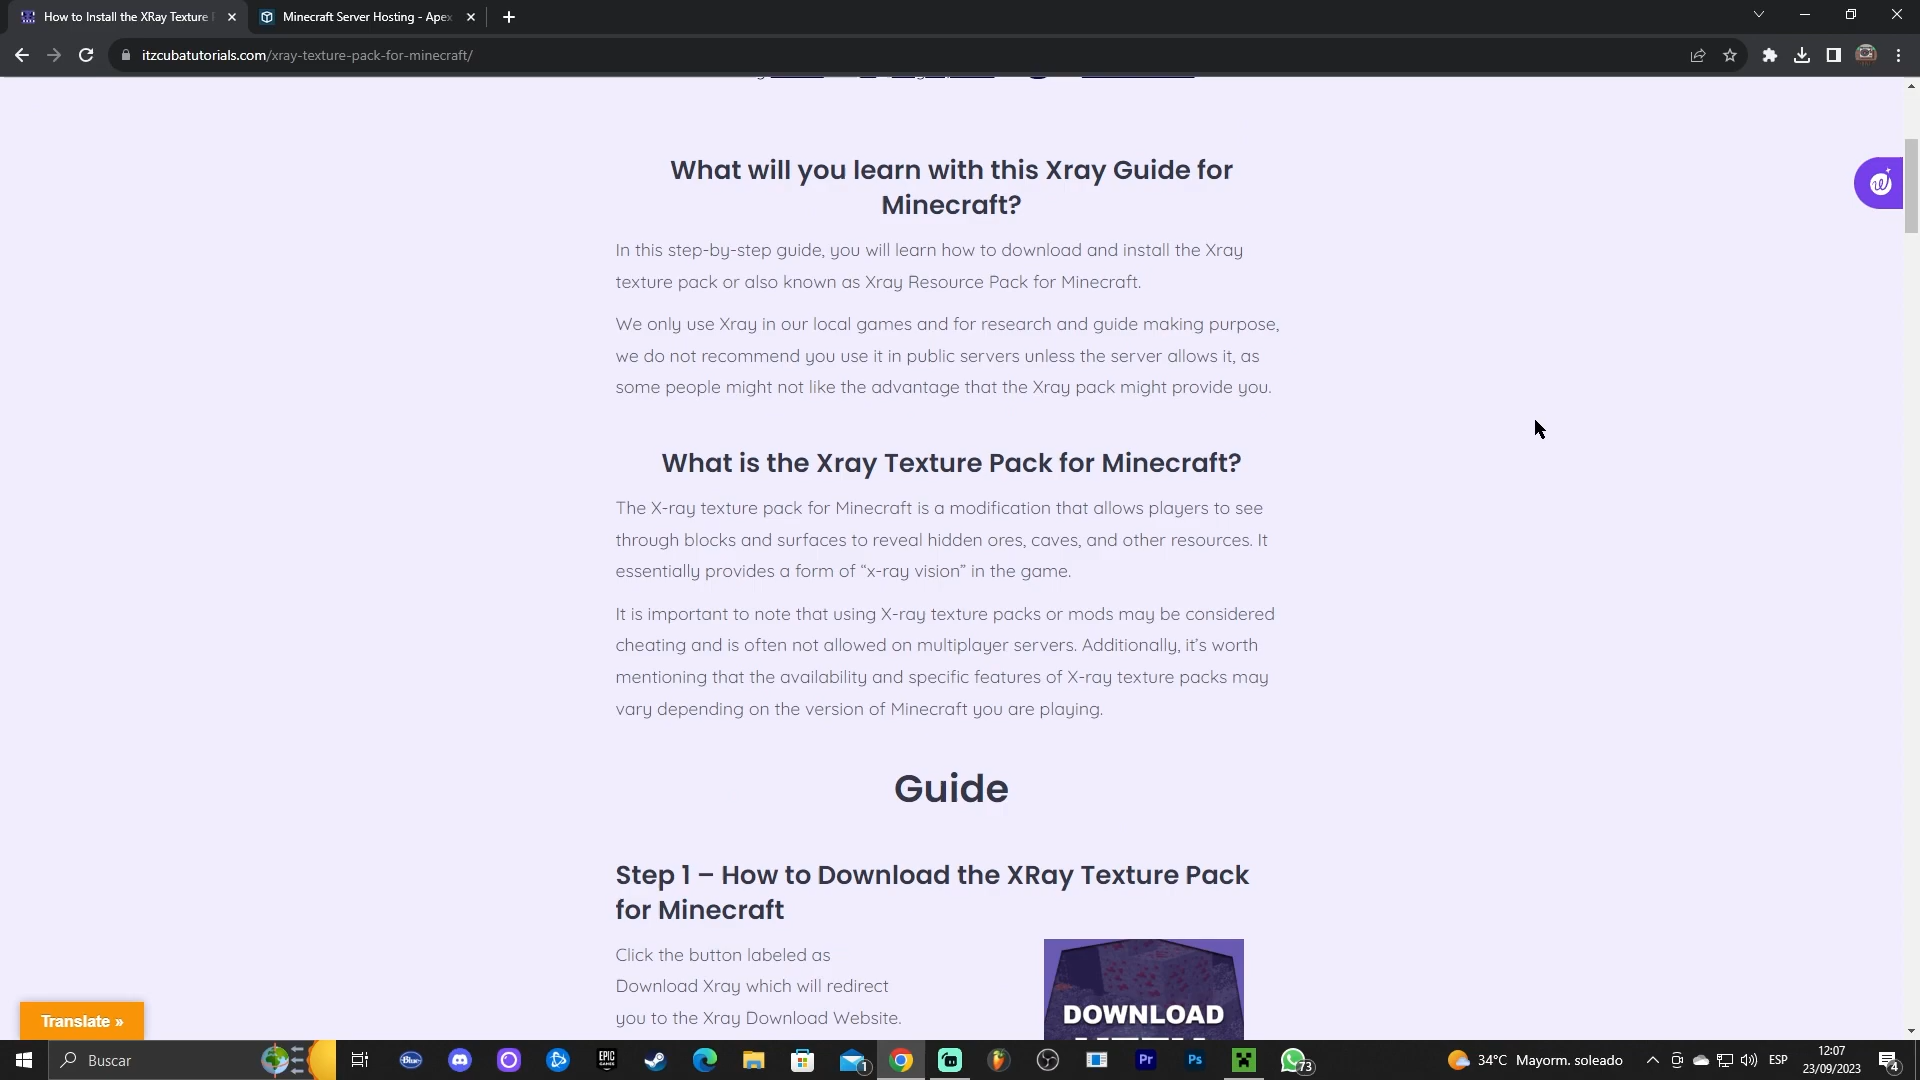 How to Install the XRay Texture
Minecraft Server Hosting - Apex
itzcubatutorials.com/xray-texture-pack-for-minecraft/
What will you learn with this Xray Guide for
Minecraft?
In this step-by-step guide, you will learn how to download and install the Xray
texture pack or also known as Xray Resource Pack for Minecraft.
We only use Xray in our local games and for research and guide making purpose,
we do not recommend you use it in public servers unless the server allows it, as
some people might not like the advantage that the Xray pack might provide you.
What is the Xray Texture Pack for Minecraft?
The X-ray texture pack for Minecraft is a modification that allows players to see
through blocks and surfaces to reveal hidden ores, caves, and other resources. It
essentially provides a form of “x-ray vision” in the game.
It is important to note that using X-ray texture packs or mods may be considered
cheating and is often not allowed on multiplayer servers. Additionally, it’s worth
mentioning that the availability and specific features of X-ray texture packs may
vary depending on the version of Minecraft you are playing.
Guide
Step 1 – How to Download the XRay Texture Pack
for Minecraft
Click the button labeled as
Download Xray which will redirect
you to the Xray Download Website.
DOWNLOAD
Translate »
Buscar
Blue
EPIC
GAMES
1
Pr
Ps
73
34°C Mayorm. soleado
ESP
12:07
23/09/2023
4